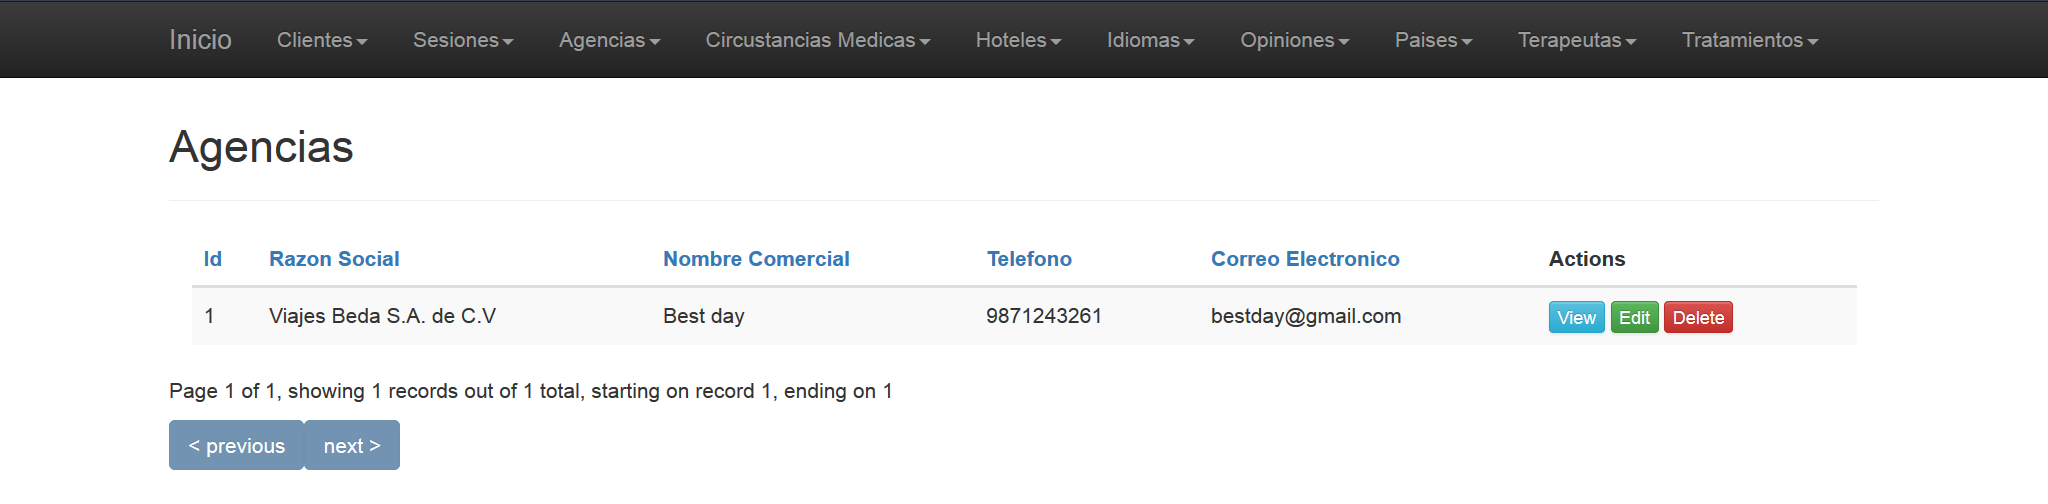 Inicio Clientes Sesiones Agencias Circustancias Medicas Hoteles Idiomas Opiniones Paises Terapeutas Tratamientos
Agencias
Id Razon Social Nombre Comercial Telefono Correo Electronico Actions
1 Viajes Beda S.A. de C.V Best day 9871243261 bestday@gmail.com View Edit Delete
Page 1 of 1, showing 1 records out of 1 total, starting on record 1, ending on 1
< previous next >